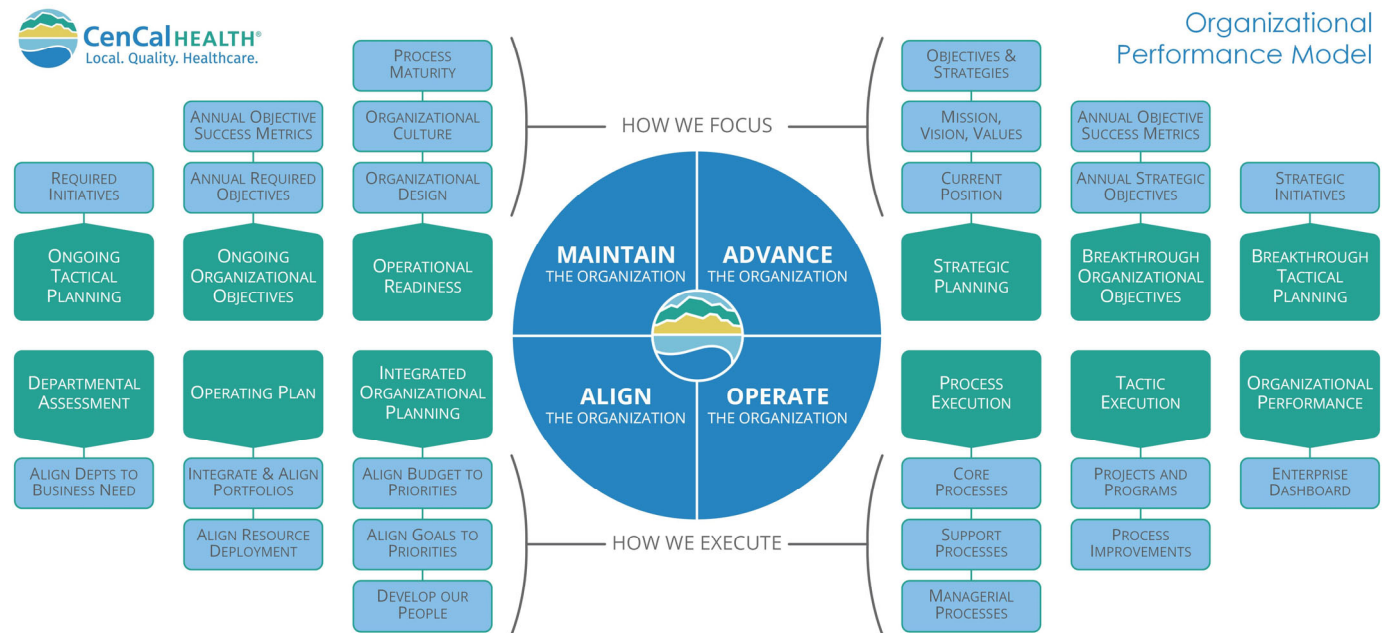 CenCal HEALTH®
Local. Quality. Healthcare.
Organizational
Performance Model
HOW WE FOCUS
REQUIRED
INITIATIVES
ONGOING
TACTICAL
PLANNING
ANNUAL OBJECTIVE
SUCCESS METRICS
ANNUAL REQUIRED
OBJECTIVES
ONGOING
ORGANIZATIONAL
OBJECTIVES
PROCESS
MATURITY
ORGANIZATIONAL
CULTURE
ORGANIZATIONAL
DESIGN
OPERATIONAL
READINESS
MAINTAIN
THE ORGANIZATION
ADVANCE
THE ORGANIZATION
OBJECTIVES &
STRATEGIES
MISSION,
VISION, VALUES
CURRENT
POSITION
STRATEGIC
PLANNING
ANNUAL OBJECTIVE
SUCCESS METRICS
ANNUAL STRATEGIC
OBJECTIVES
BREAKTHROUGH
ORGANIZATIONAL
OBJECTIVES
STRATEGIC
INITIATIVES
BREAKTHROUGH
TACTICAL
PLANNING
DEPARTMENTAL
ASSESSMENT
ALIGN DEPTS TO
BUSINESS NEED
OPERATING PLAN
INTEGRATE & ALIGN
PORTFOLIOS
ALIGN RESOURCE
DEPLOYMENT
INTEGRATED
ORGANIZATIONAL
PLANNING
ALIGN BUDGET TO
PRIORITIES
ALIGN GOALS TO
PRIORITIES
DEVELOP OUR
PEOPLE
ALIGN
THE ORGANIZATION
OPERATE
THE ORGANIZATION
PROCESS
EXECUTION
CORE
PROCESSES
SUPPORT
PROCESSES
MANAGERIAL
PROCESSES
TACTIC
EXECUTION
PROJECTS AND
PROGRAMS
PROCESS
IMPROVEMENTS
ORGANIZATIONAL
PERFORMANCE
ENTERPRISE
DASHBOARD
HOW WE EXECUTE